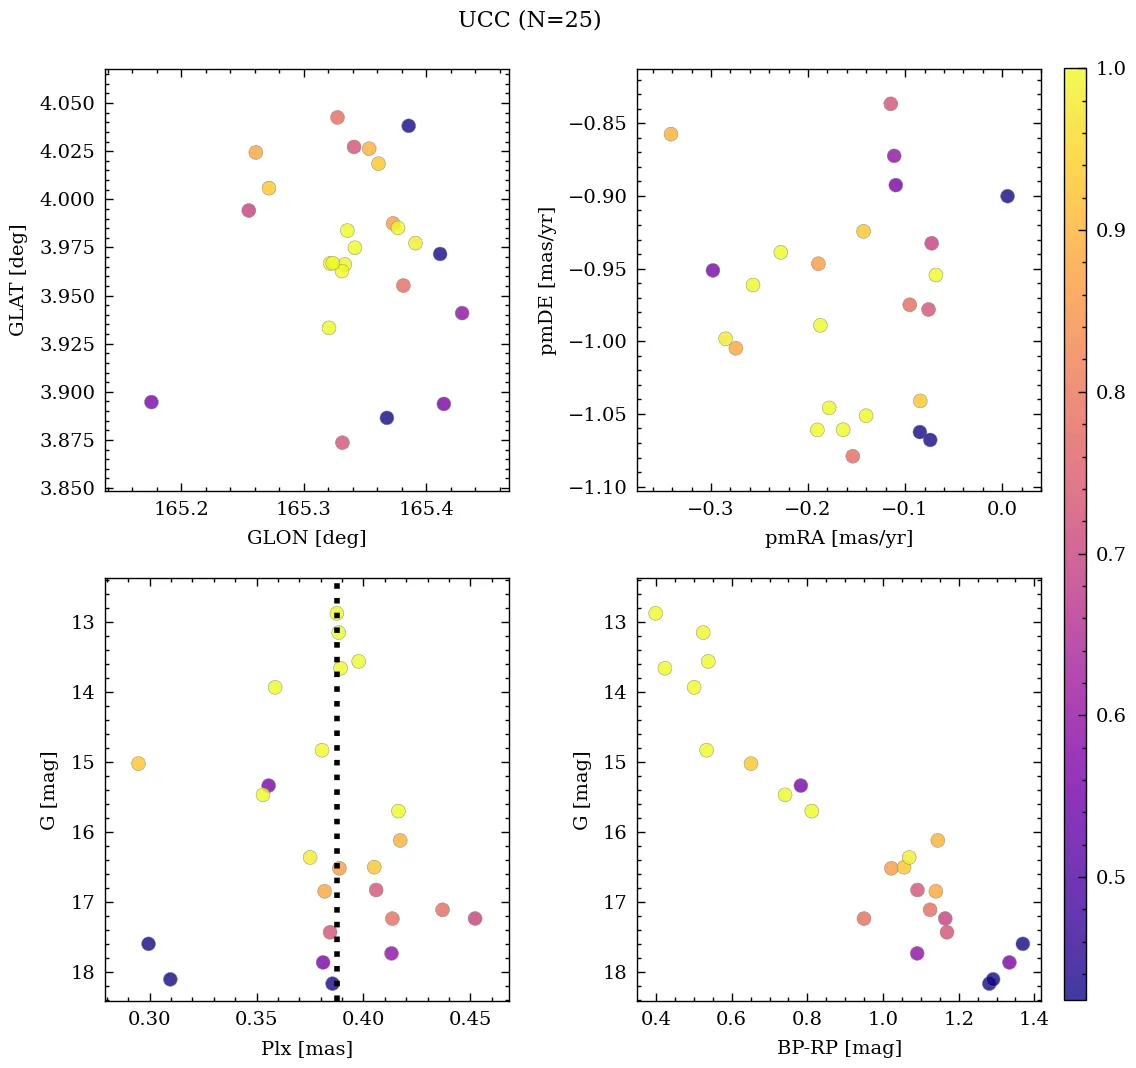 UCC (N=25)
4.050
4.025
4.000
3.975
3.950
3.925
3.900
3.875
3.850
GLAT [deg]
165.2 165.3 165.4
GLON [deg]
−0.85
−0.90
−0.95
−1.00
−1.05
−1.10
pmDE [mas/yr]
−0.3 −0.2 −0.1 0.0
pmRA [mas/yr]
13
14
15
16
17
18
G [mag]
0.30 0.35 0.40 0.45
Plx [mas]
13
14
15
16
17
18
G [mag]
0.4 0.6 0.8 1.0 1.2 1.4
BP-RP [mag]
1.0
0.9
0.8
0.7
0.6
0.5